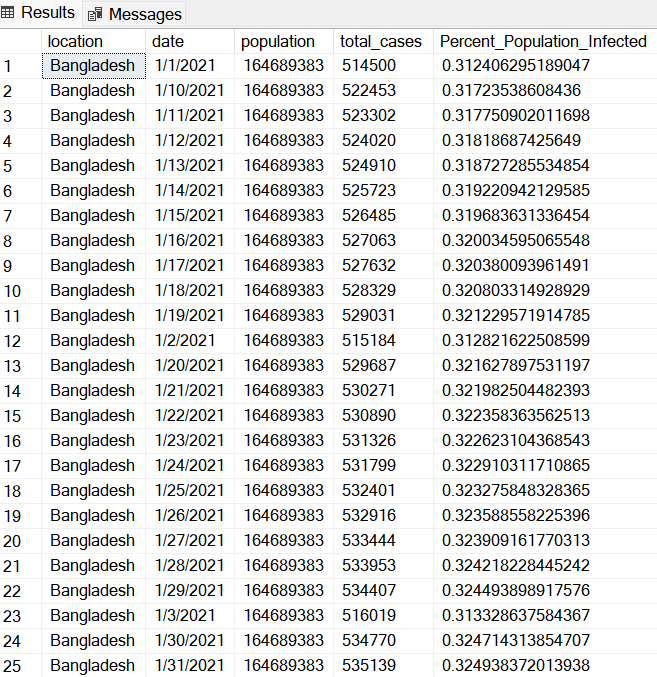 Results Messages
location date population total_cases Percent_Population_Infected
1 Bangladesh 1/1/2021 164689383 514500 0.312406295189047
2 Bangladesh 1/10/2021 164689383 522453 0.31723538608436
3 Bangladesh 1/11/2021 164689383 523302 0.317750902011698
4 Bangladesh 1/12/2021 164689383 524020 0.31818687425649
5 Bangladesh 1/13/2021 164689383 524910 0.318727285534854
6 Bangladesh 1/14/2021 164689383 525723 0.319220942129585
7 Bangladesh 1/15/2021 164689383 526485 0.319683631336454
8 Bangladesh 1/16/2021 164689383 527063 0.320034595065548
9 Bangladesh 1/17/2021 164689383 527632 0.320380093961491
10 Bangladesh 1/18/2021 164689383 528329 0.320803314928929
11 Bangladesh 1/19/2021 164689383 529031 0.321229571914785
12 Bangladesh 1/2/2021 164689383 515184 0.312821622508599
13 Bangladesh 1/20/2021 164689383 529687 0.321627897531197
14 Bangladesh 1/21/2021 164689383 530271 0.321982504482393
15 Bangladesh 1/22/2021 164689383 530890 0.322358363562513
16 Bangladesh 1/23/2021 164689383 531326 0.322623104368543
17 Bangladesh 1/24/2021 164689383 531799 0.322910311710865
18 Bangladesh 1/25/2021 164689383 532401 0.323275848328365
19 Bangladesh 1/26/2021 164689383 532916 0.323588558225396
20 Bangladesh 1/27/2021 164689383 533444 0.323909161770313
21 Bangladesh 1/28/2021 164689383 533953 0.324218228445242
22 Bangladesh 1/29/2021 164689383 534407 0.324493898917576
23 Bangladesh 1/3/2021 164689383 516019 0.313328637584367
24 Bangladesh 1/30/2021 164689383 534770 0.324714313854707
25 Bangladesh 1/31/2021 164689383 535139 0.324938372013938